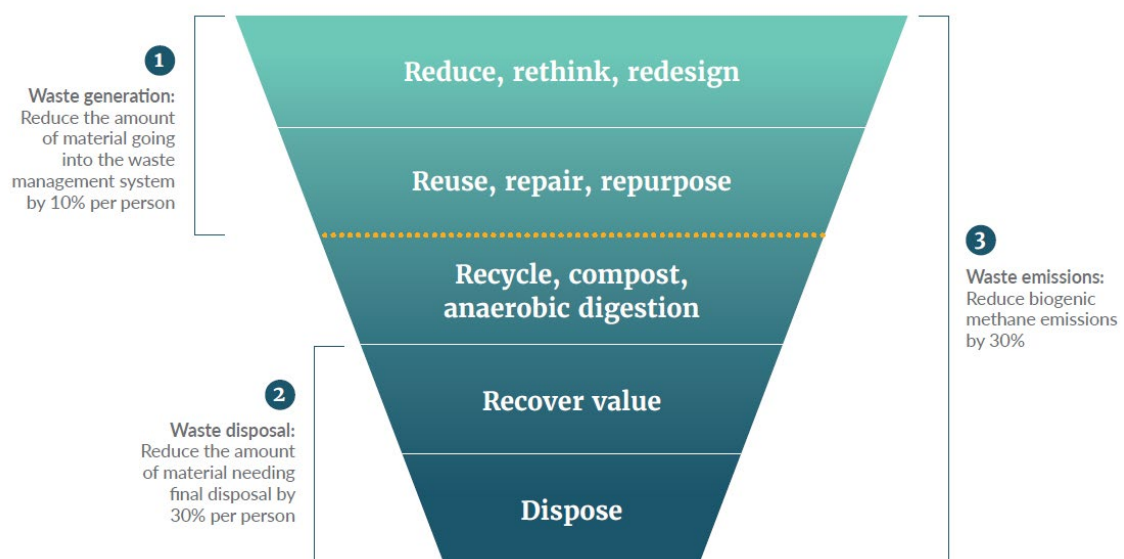 1
Waste generation:
Reduce the amount
of material going
into the waste
management system
by 10% per person
Reduce, rethink, redesign
Reuse, repair, repurpose
Recycle, compost,
anaerobic digestion
Recover value
Dispose
2
Waste disposal:
Reduce the amount
of material needing
final disposal by
30% per person
3
Waste emissions:
Reduce biogenic
methane emissions
by 30%